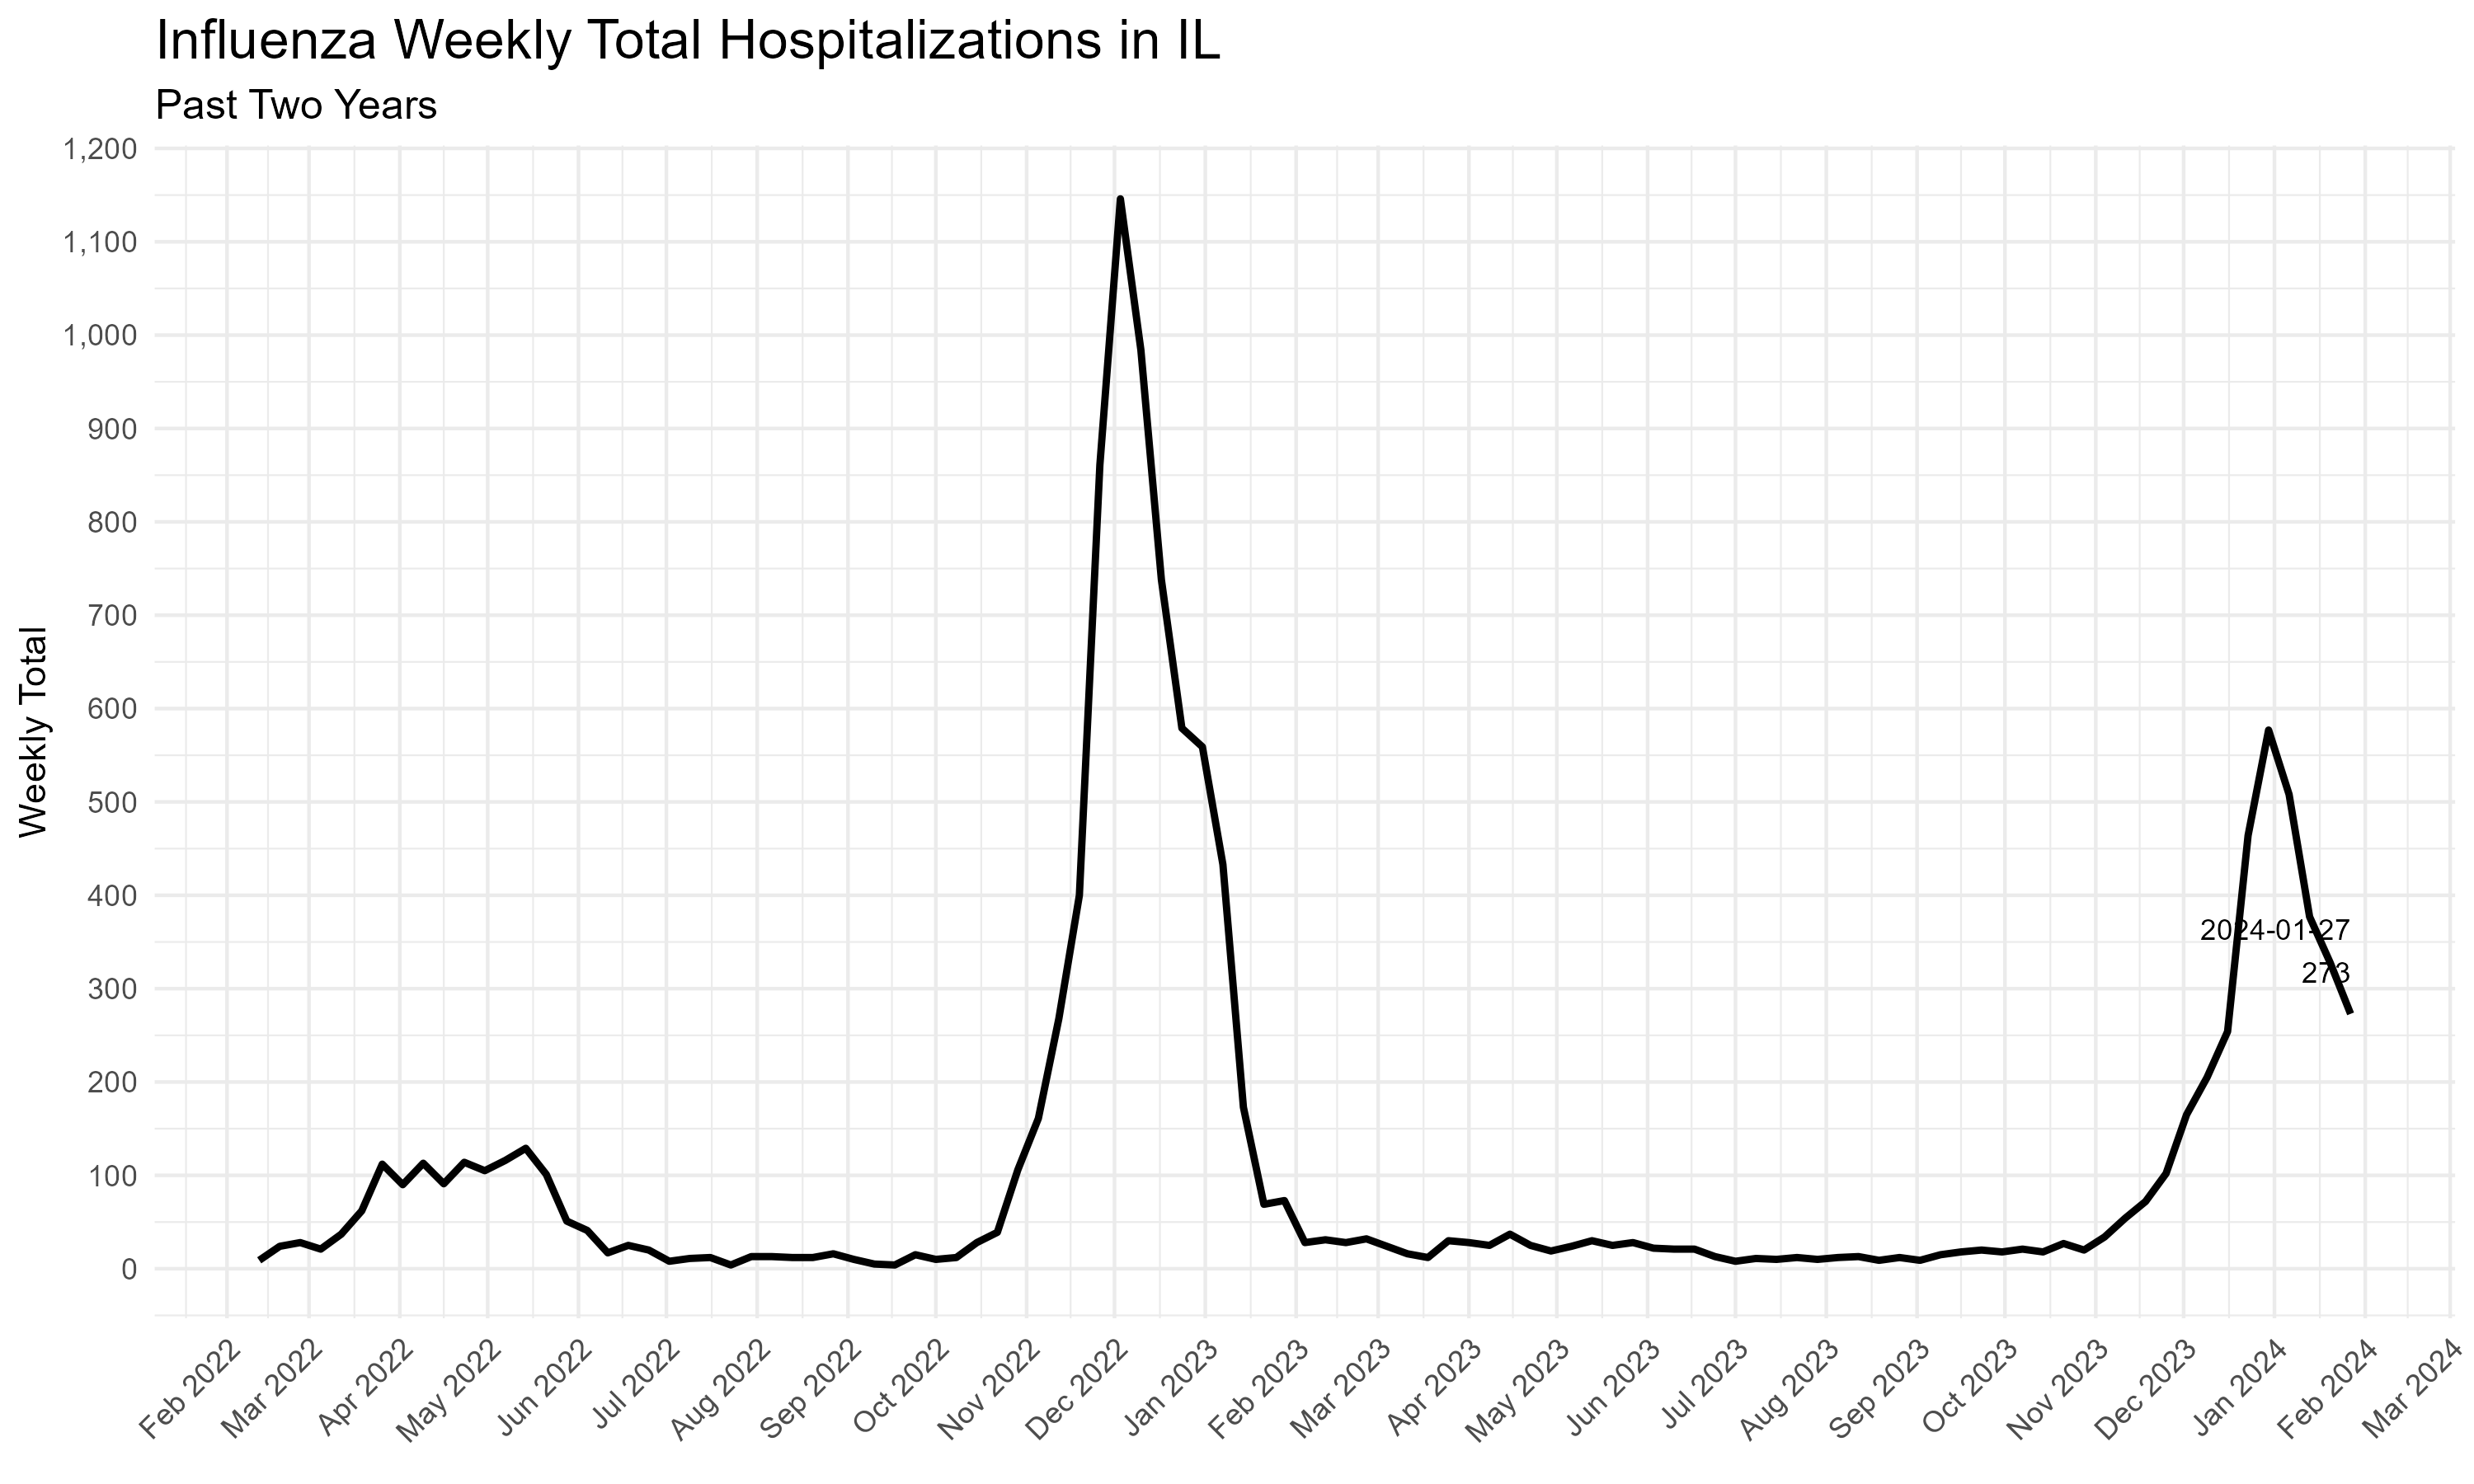 Influenza Weekly Total Hospitalizations in IL
Past Two Years
Weekly Total
1,200
1,100
1,000
900
800
700
600
500
400
300
200
100
0
2024-01-27
273
Feb 2022
Mar 2022
Apr 2022
May 2022
Jun 2022
Jul 2022
Aug 2022
Sep 2022
Oct 2022
Nov 2022
Dec 2022
Jan 2023
Feb 2023
Mar 2023
Apr 2023
May 2023
Jun 2023
Jul 2023
Aug 2023
Sep 2023
Oct 2023
Nov 2023
Dec 2023
Jan 2024
Feb 2024
Mar 2024